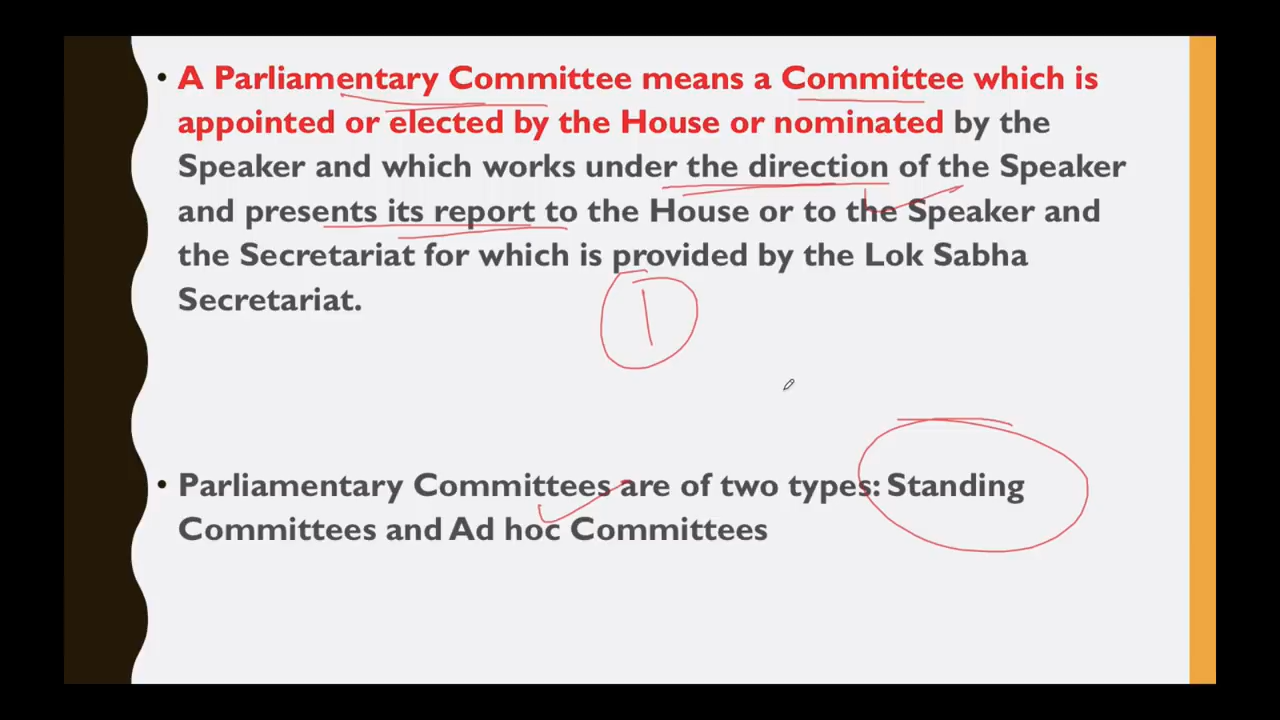 • A Parliamentary Committee means a Committee which is
appointed or elected by the House or nominated by the
Speaker and which works under the direction of the Speaker
and presents its report to the House or to the Speaker and
the Secretariat for which is provided by the Lok Sabha
Secretariat.
1
• Parliamentary Committees are of two types: Standing
Committees and Ad hoc Committees